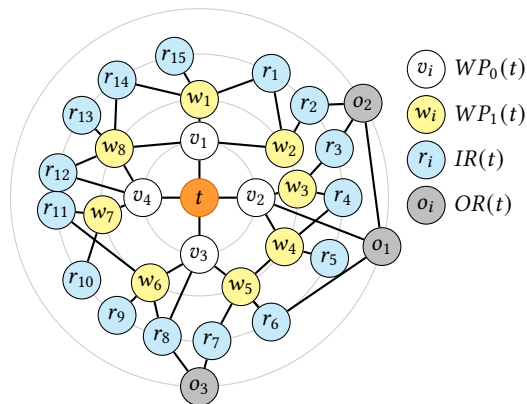 r₁₅
r₁₄
r₁
w₁
r₂
o₂
r₁₃
w₈
v₁
w₂
r₃
r₁₂
v₄
t
v₂
w₃
r₄
r₁₁
w₇
w₄
o₁
v₃
r₅
r₁₀
w₆
w₅
r₉
r₈
r₇
r₆
o₃
vᵢ WP₀(t)
wᵢ WP₁(t)
rᵢ IR(t)
oᵢ OR(t)